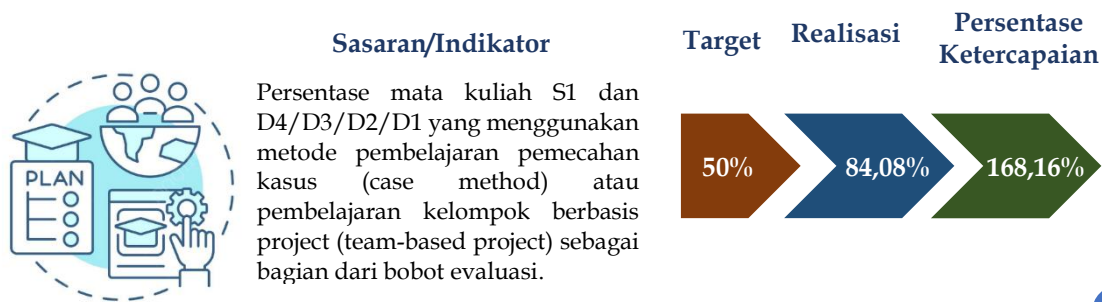 Sasaran/Indikator
Target
Realisasi
Persentase
Ketercapaian
PLAN
Persentase mata kuliah S1 dan
D4/D3/D2/D1 yang menggunakan
metode pembelajaran pemecahan
kasus (case method) atau
pembelajaran kelompok berbasis
project (team-based project) sebagai
bagian dari bobot evaluasi.
50%
84,08%
168,16%